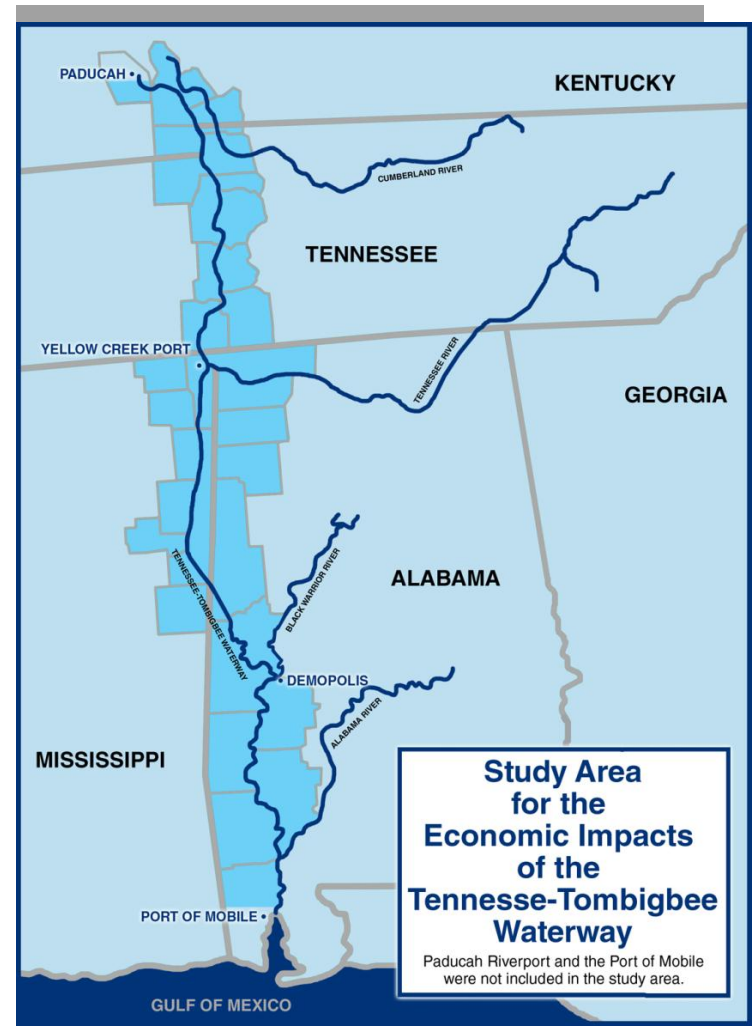 PADUCAH
KENTUCKY
CUMBERLAND RIVER
TENNESSEE
YELLOW CREEK PORT
TENNESSEE RIVER
GEORGIA
TENNESSEE-TOMBIGBEE WATERWAY
BLACK WARRIOR RIVER
ALABAMA
DEMOPOLIS
ALABAMA RIVER
MISSISSIPPI
Study Area
for the
Economic Impacts
of the
Tennesse-Tombigbee
Waterway
Paducah Riverport and the Port of Mobile
were not included in the study area.
PORT OF MOBILE
GULF OF MEXICO